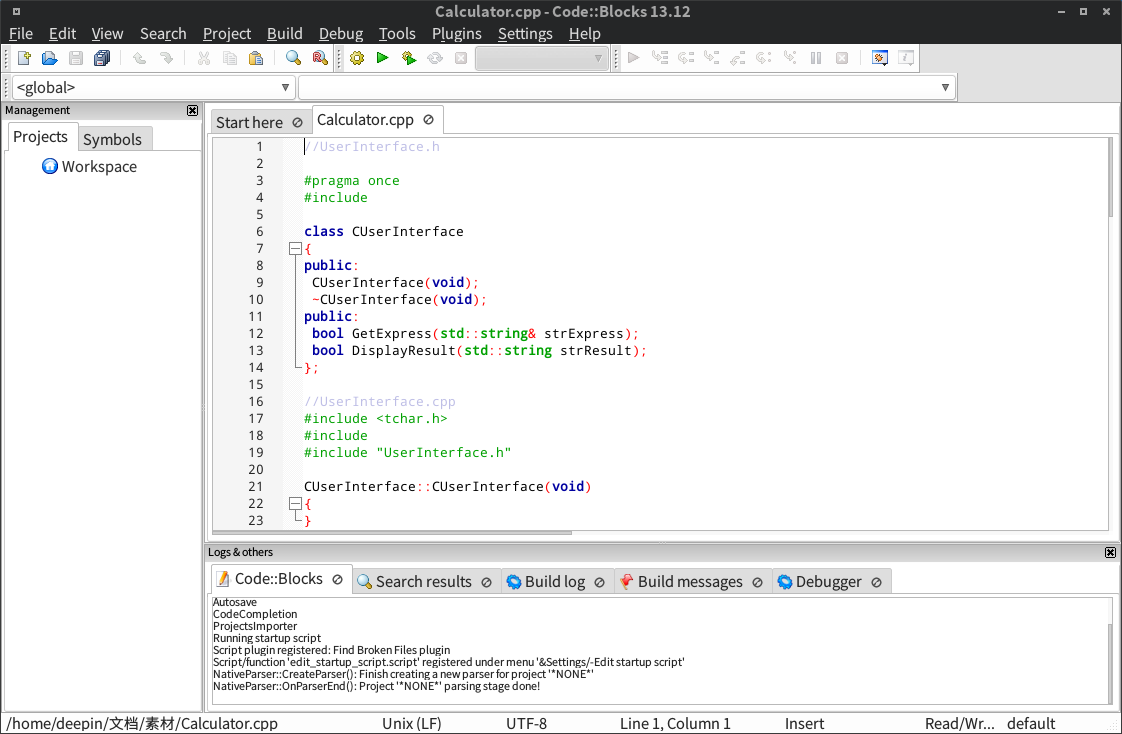 Calculator.cpp - Code::Blocks 13.12
File Edit View Search Project Build Debug Tools Plugins Settings Help
<global>
Management
Projects Symbols
Workspace
Start here Calculator.cpp
1 //UserInterface.h
2
3 #pragma once
4 #include
5
6 class CUserInterface
7 {
8 public:
9 CUserInterface(void);
10 ~CUserInterface(void);
11 public:
12 bool GetExpress(std::string& strExpress);
13 bool DisplayResult(std::string strResult);
14 };
15
16 //UserInterface.cpp
17 #include <tchar.h>
18 #include
19 #include "UserInterface.h"
20
21 CUserInterface::CUserInterface(void)
22 {
23 }
Logs & others
Code::Blocks Search results Build log Build messages Debugger
Autosave
CodeCompletion
ProjectsImporter
Running startup script
Script plugin registered: Find Broken Files plugin
Script/function 'edit_startup_script.script' registered under menu '&Settings/-Edit startup script'
NativeParser::CreateParser(): Finish creating a new parser for project '*NONE*'
NativeParser::OnParserEnd(): Project '*NONE*' parsing stage done!
/home/deepin/文档/素材/Calculator.cpp Unix (LF) UTF-8 Line 1, Column 1 Insert Read/Wr... default